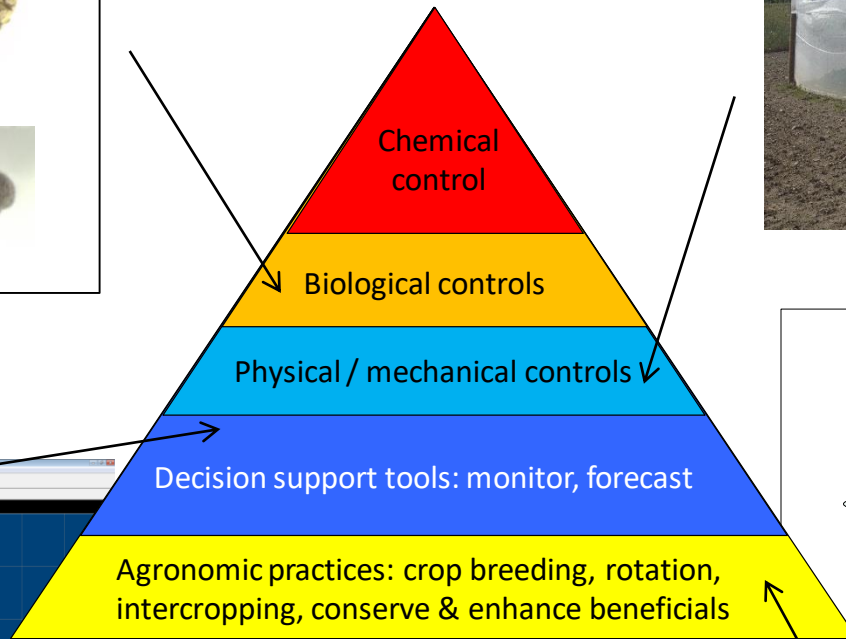 Chemical
control
Biological controls
Physical / mechanical controls
Decision support tools: monitor, forecast
Agronomic practices: crop breeding, rotation,
intercropping, conserve & enhance beneficials